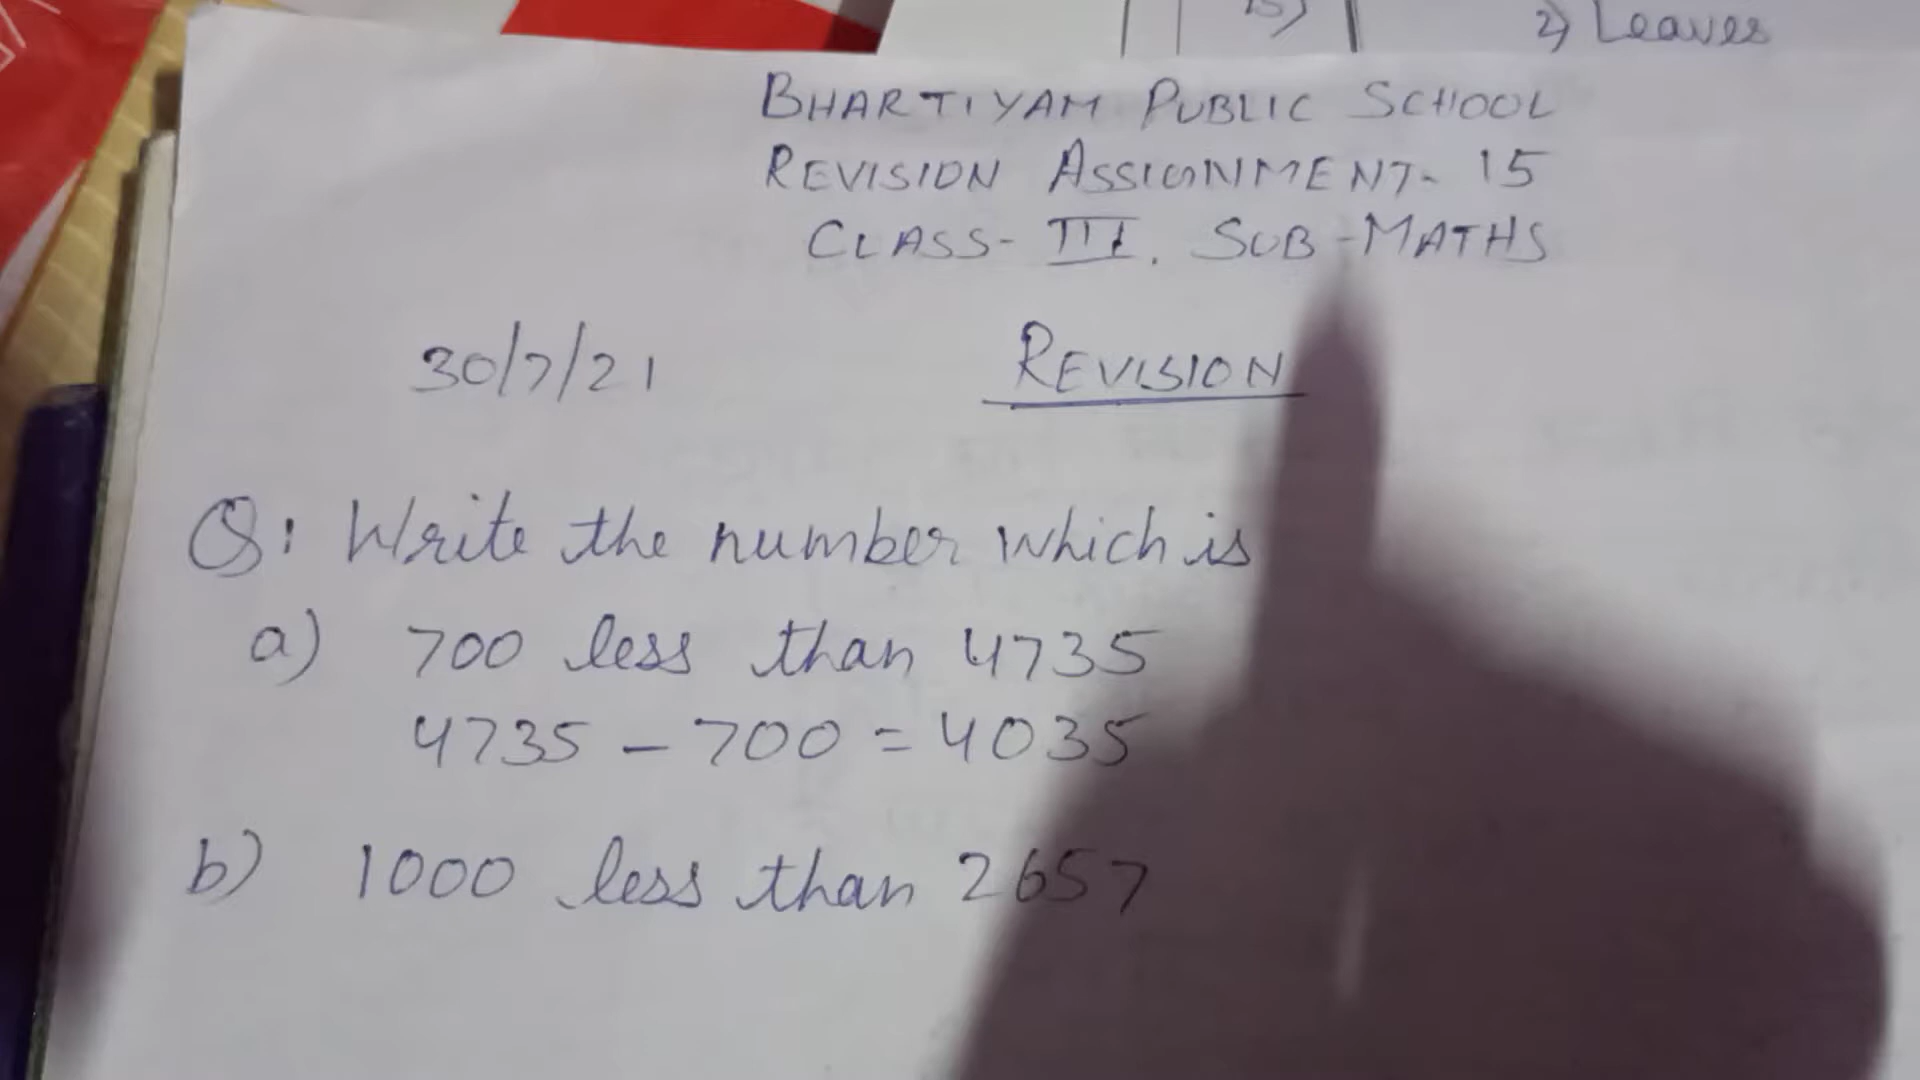 2) Leaves
BHARTIYAM PUBLIC SCHOOL
REVISION ASSIGNMENT- 15
CLASS- III. SUB-MATHS
30/7/21 REVISION
Q: Write the number which is
a) 700 less than 4735
4735 - 700 = 4035
b) 1000 less than 2657